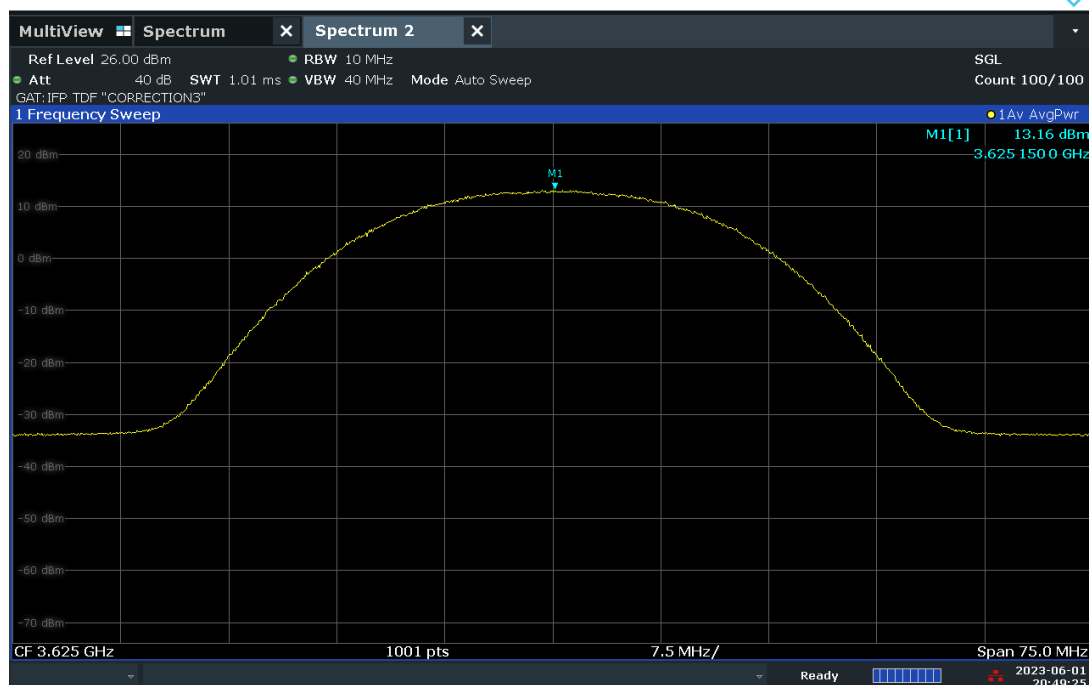 MultiView Spectrum X Spectrum 2 X
Ref Level 26.00 dBm RBW 10 MHz SGL
Att 40 dB SWT 1.01 ms VBW 40 MHz Mode Auto Sweep Count 100/100
GAT:IFP TDF "CORRECTION3"
1 Frequency Sweep 1Av AvgPwr
M1[1] 13.16 dBm
3.625 150 0 GHz
20 dBm
M1
10 dBm
0 dBm
-10 dBm
-20 dBm
-30 dBm
-40 dBm
-50 dBm
-60 dBm
-70 dBm
CF 3.625 GHz 1001 pts 7.5 MHz/ Span 75.0 MHz
Ready 2023-06-01
20:49:25